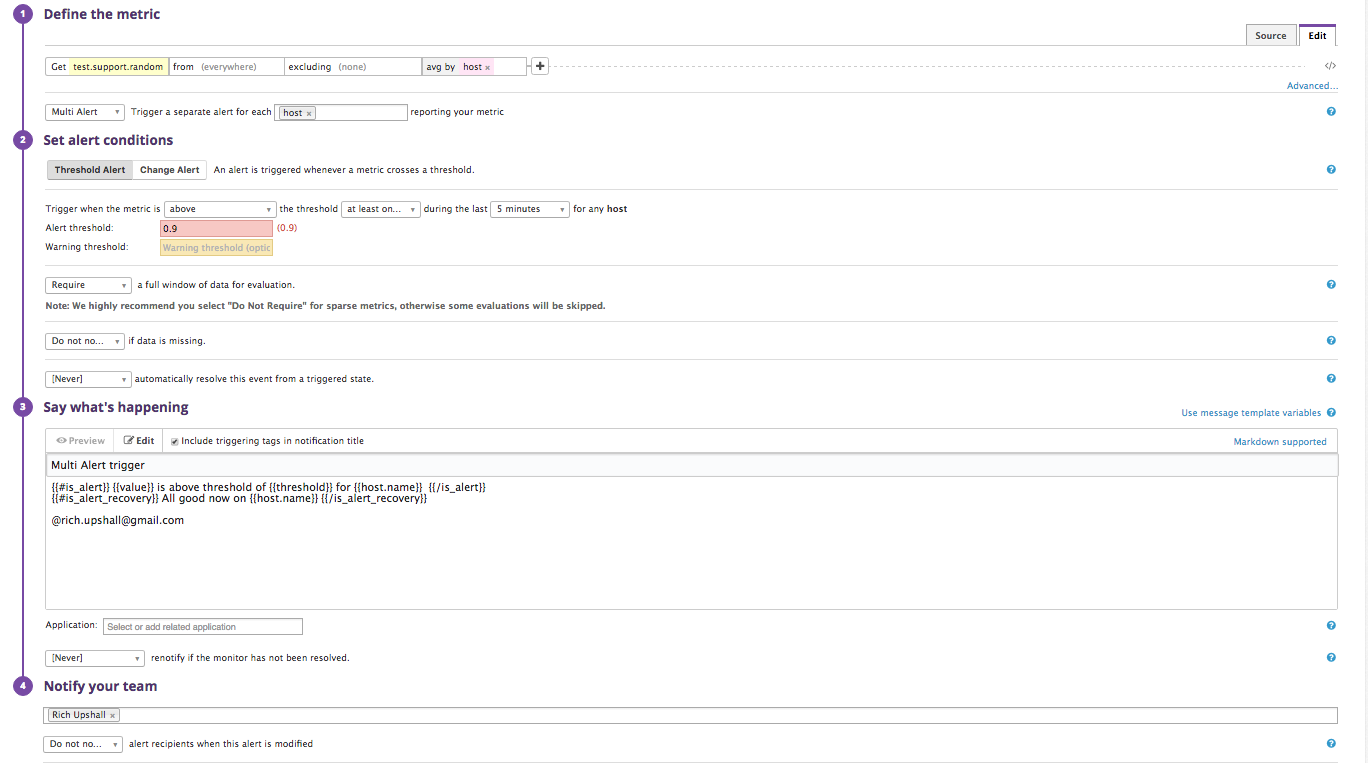 1 Define the metric
Source Edit
Get test.support.random from (everywhere) excluding (none) avg by host × + </>
Advanced...
Multi Alert ▾ Trigger a separate alert for each host × reporting your metric ?
2 Set alert conditions
Threshold Alert Change Alert An alert is triggered whenever a metric crosses a threshold. ?
Trigger when the metric is above ▾ the threshold at least on... ▾ during the last 5 minutes ▾ for any host
Alert threshold: 0.9 (0.9)
Warning threshold: Warning threshold (optic
Require ▾ a full window of data for evaluation. ?
Note: We highly recommend you select "Do Not Require" for sparse metrics, otherwise some evaluations will be skipped.
Do not no... ▾ if data is missing. ?
[Never] ▾ automatically resolve this event from a triggered state. ?
3 Say what's happening
Use message template variables ?
Preview Edit Include triggering tags in notification title Markdown supported
Multi Alert trigger
{{#is_alert}} {{value}} is above threshold of {{threshold}} for {{host.name}} {{/is_alert}}
{{#is_alert_recovery}} All good now on {{host.name}} {{/is_alert_recovery}}
@rich.upshall@gmail.com
Application: Select or add related application ?
[Never] ▾ renotify if the monitor has not been resolved. ?
4 Notify your team
Rich Upshall ×
Do not no... ▾ alert recipients when this alert is modified ?